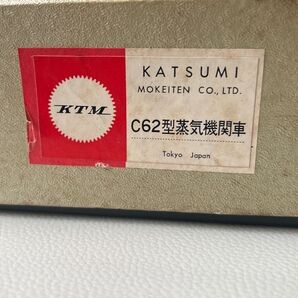 KTM
KATSUMI
MOKEITEN CO., LTD.
C62型蒸気機関車
Tokyo Japan